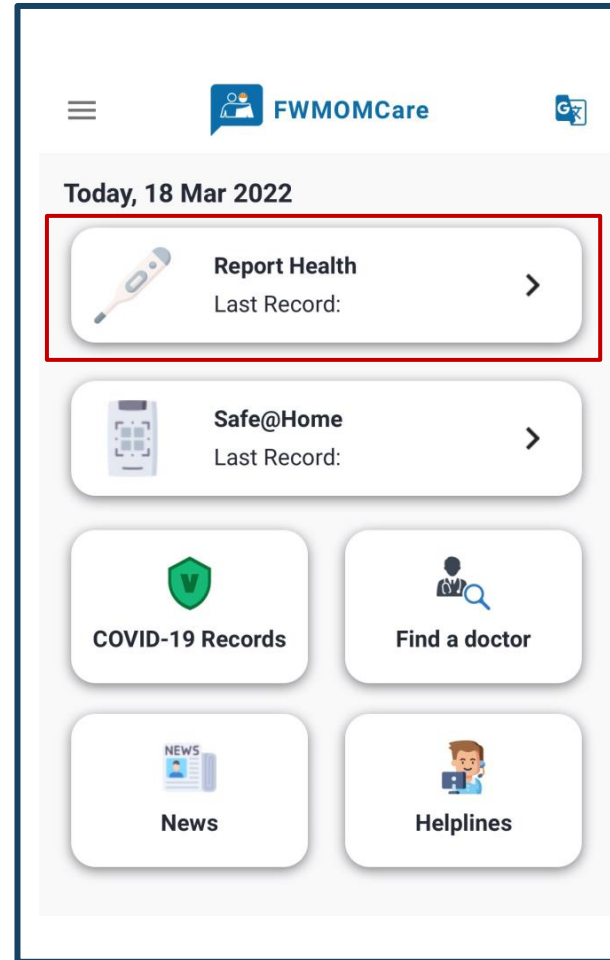 FWMOMCare
Today, 18 Mar 2022
Report Health
Last Record:
Safe@Home
Last Record:
COVID-19 Records
Find a doctor
NEWS
News
Helplines